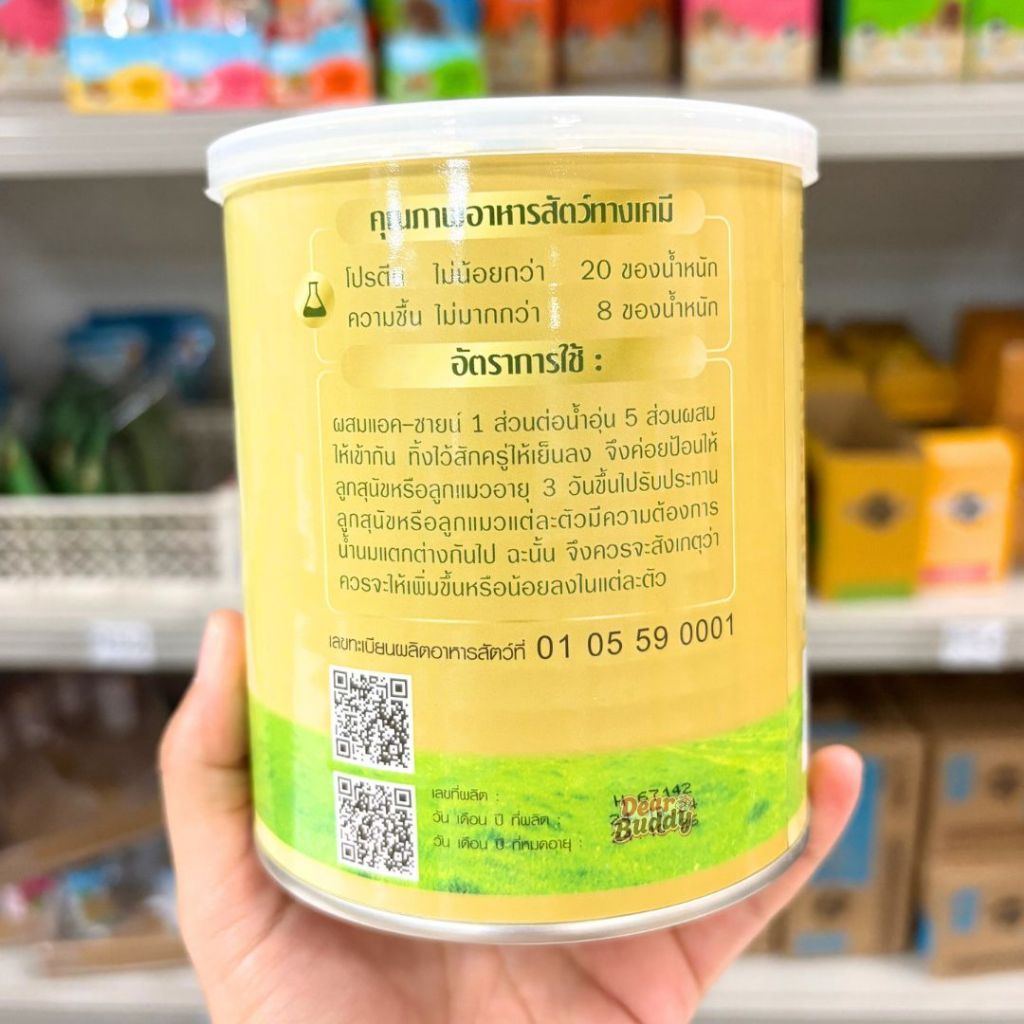 คุณภาพอาหารสัตว์ทางเคมี
โปรตีน ไม่น้อยกว่า 20 ของน้ำหนัก
ความชื้น ไม่มากกว่า 8 ของน้ำหนัก
อัตราการใช้ :
ผสมแอค-ซายน์ 1 ส่วนต่อน้ำอุ่น 5 ส่วนผสม
ให้เข้ากัน ทิ้งไว้สักครู่ให้เย็นลง จึงค่อยป้อนให้
ลูกสุนัขหรือลูกแมวอายุ 3 วันขึ้นไปรับประทาน
ลูกสุนัขหรือลูกแมวแต่ละตัวมีความต้องการ
น้ำนมแตกต่างกันไป ฉะนั้น จึงควรจะสังเกตุว่า
ควรจะให้เพิ่มขึ้นหรือน้อยลงในแต่ละตัว
เลขทะเบียนผลิตอาหารสัตว์ที่ 01 05 59 0001
เลขที่ผลิต :
วัน เดือน ปี ที่ผลิต :
วัน เดือน ปี ที่หมดอายุ :
Dear
Buddy